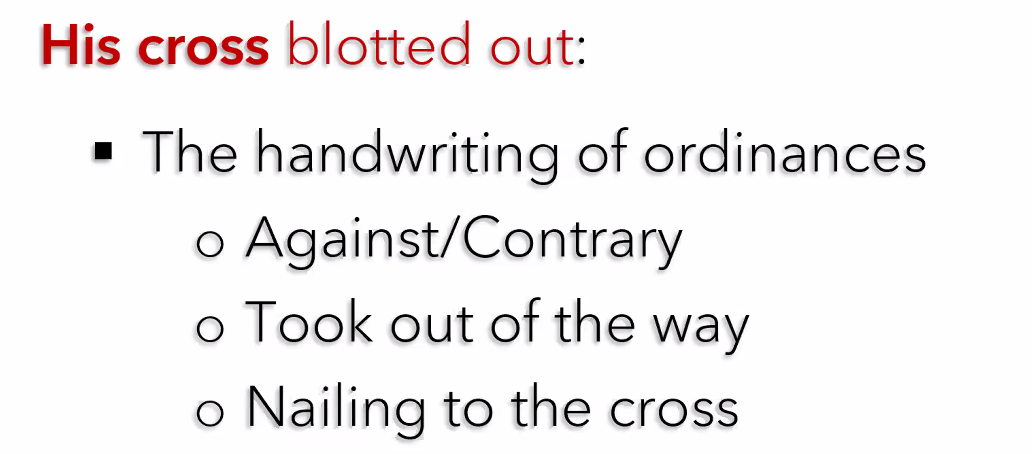 His cross blotted out:
▪ The handwriting of ordinances
o Against/Contrary
o Took out of the way
o Nailing to the cross